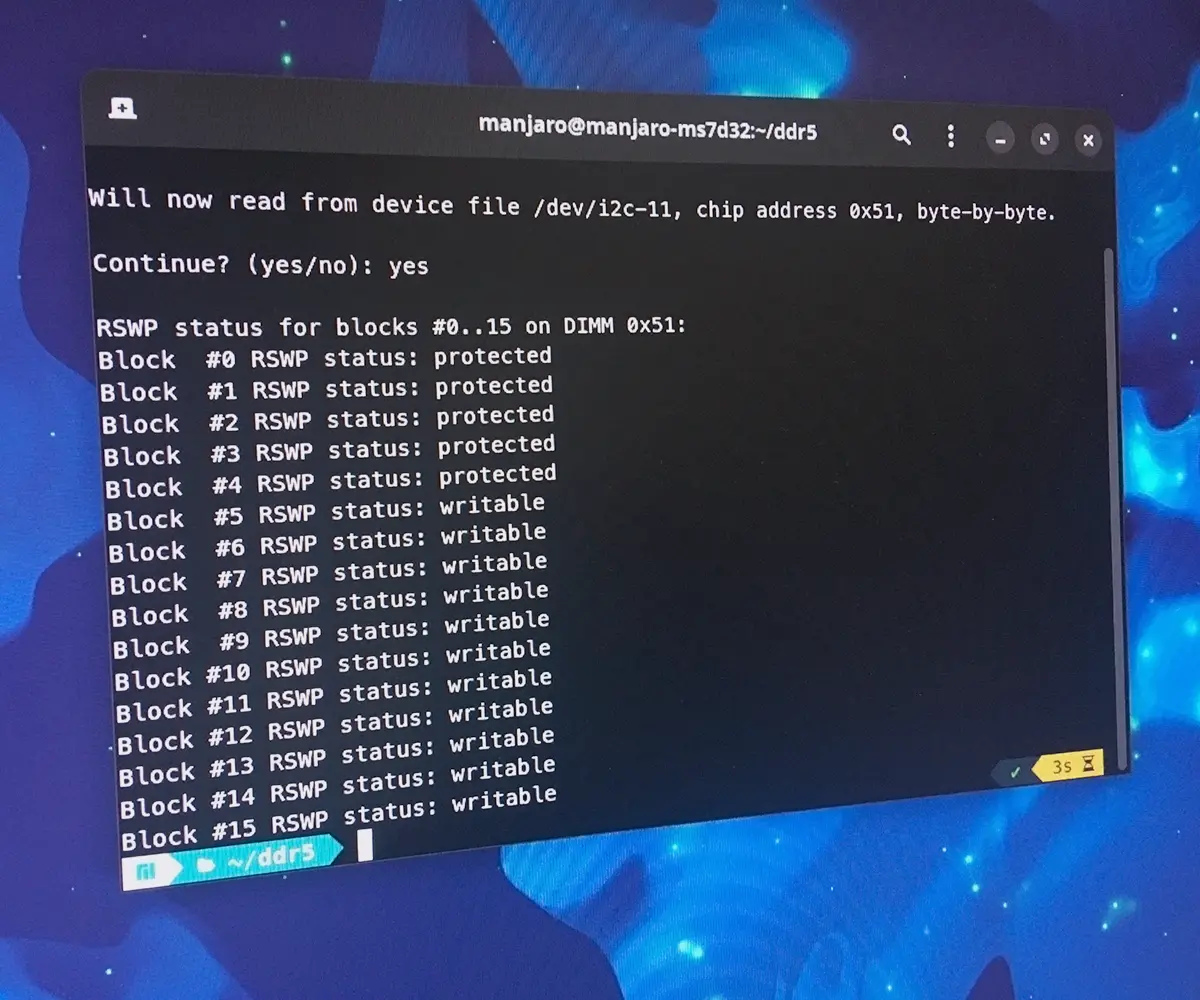 manjaro@manjaro-ms7d32:~/ddr5
Will now read from device file /dev/i2c-11, chip address 0x51, byte-by-byte.
Continue? (yes/no): yes
RSWP status for blocks #0..15 on DIMM 0x51:
Block  #0 RSWP status: protected
Block  #1 RSWP status: protected
Block  #2 RSWP status: protected
Block  #3 RSWP status: protected
Block  #4 RSWP status: protected
Block  #5 RSWP status: writable
Block  #6 RSWP status: writable
Block  #7 RSWP status: writable
Block  #8 RSWP status: writable
Block  #9 RSWP status: writable
Block #10 RSWP status: writable
Block #11 RSWP status: writable
Block #12 RSWP status: writable
Block #13 RSWP status: writable
Block #14 RSWP status: writable
Block #15 RSWP status: writable
✓ 3s
~/ddr5